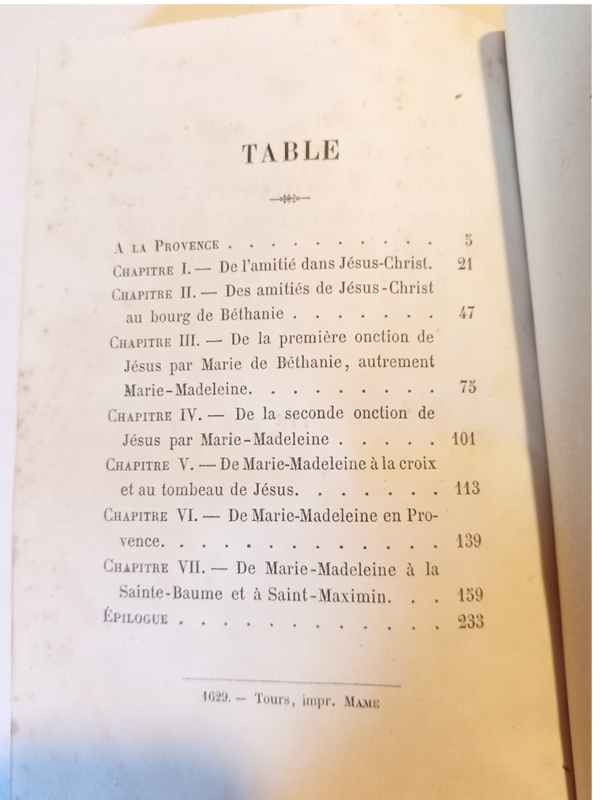 TABLE
A LA PROVENCE . . . . . . . . . . 5
CHAPITRE I. — De l'amitié dans Jésus-Christ. 21
CHAPITRE II. — Des amitiés de Jésus-Christ
au bourg de Béthanie . . . . . . . 47
CHAPITRE III. — De la première onction de
Jésus par Marie de Béthanie, autrement
Marie-Madeleine. . . . . . . . . 75
CHAPITRE IV. — De la seconde onction de
Jésus par Marie-Madeleine . . . . . 101
CHAPITRE V. — De Marie-Madeleine à la croix
et au tombeau de Jésus. . . . . . . 113
CHAPITRE VI. — De Marie-Madeleine en Pro-
vence. . . . . . . . . . . . 139
CHAPITRE VII. — De Marie-Madeleine à la
Sainte-Baume et à Saint-Maximin. . . 159
ÉPILOGUE . . . . . . . . . . . . 233
1629. — Tours, impr. MAME